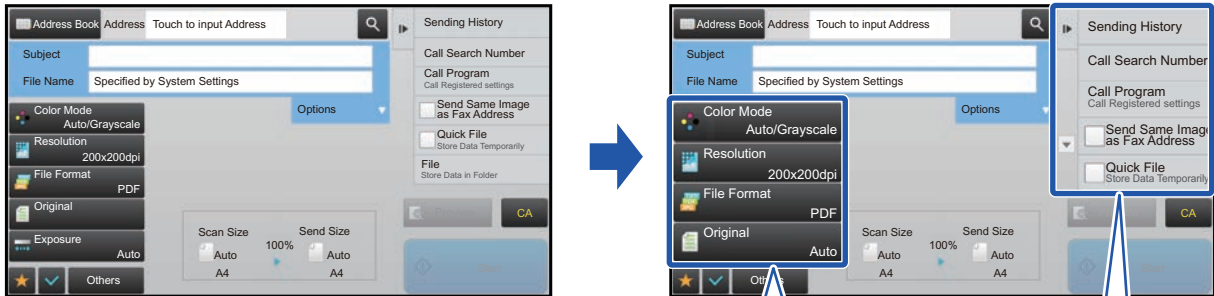 Address Book Address Touch to input Address
Subject
File Name Specified by System Settings
Options
Color Mode
Auto/Grayscale
Resolution
200x200dpi
File Format
PDF
Original
Exposure
Auto
Others
Scan Size
Auto
A4
100%
Send Size
Auto
A4
Sending History
Call Search Number
Call Program
Call Registered settings
Send Same Image
as Fax Address
Quick File
Store Data Temporarily
File
Store Data in Folder
CA
Address Book Address Touch to input Address
Subject
File Name Specified by System Settings
Options
Color Mode
Auto/Grayscale
Resolution
200x200dpi
File Format
PDF
Original
Auto
Scan Size
Auto
A4
100%
Send Size
Auto
A4
Sending History
Call Search Number
Call Program
Call Registered settings
Send Same Image
as Fax Address
Quick File
Store Data Temporarily
CA